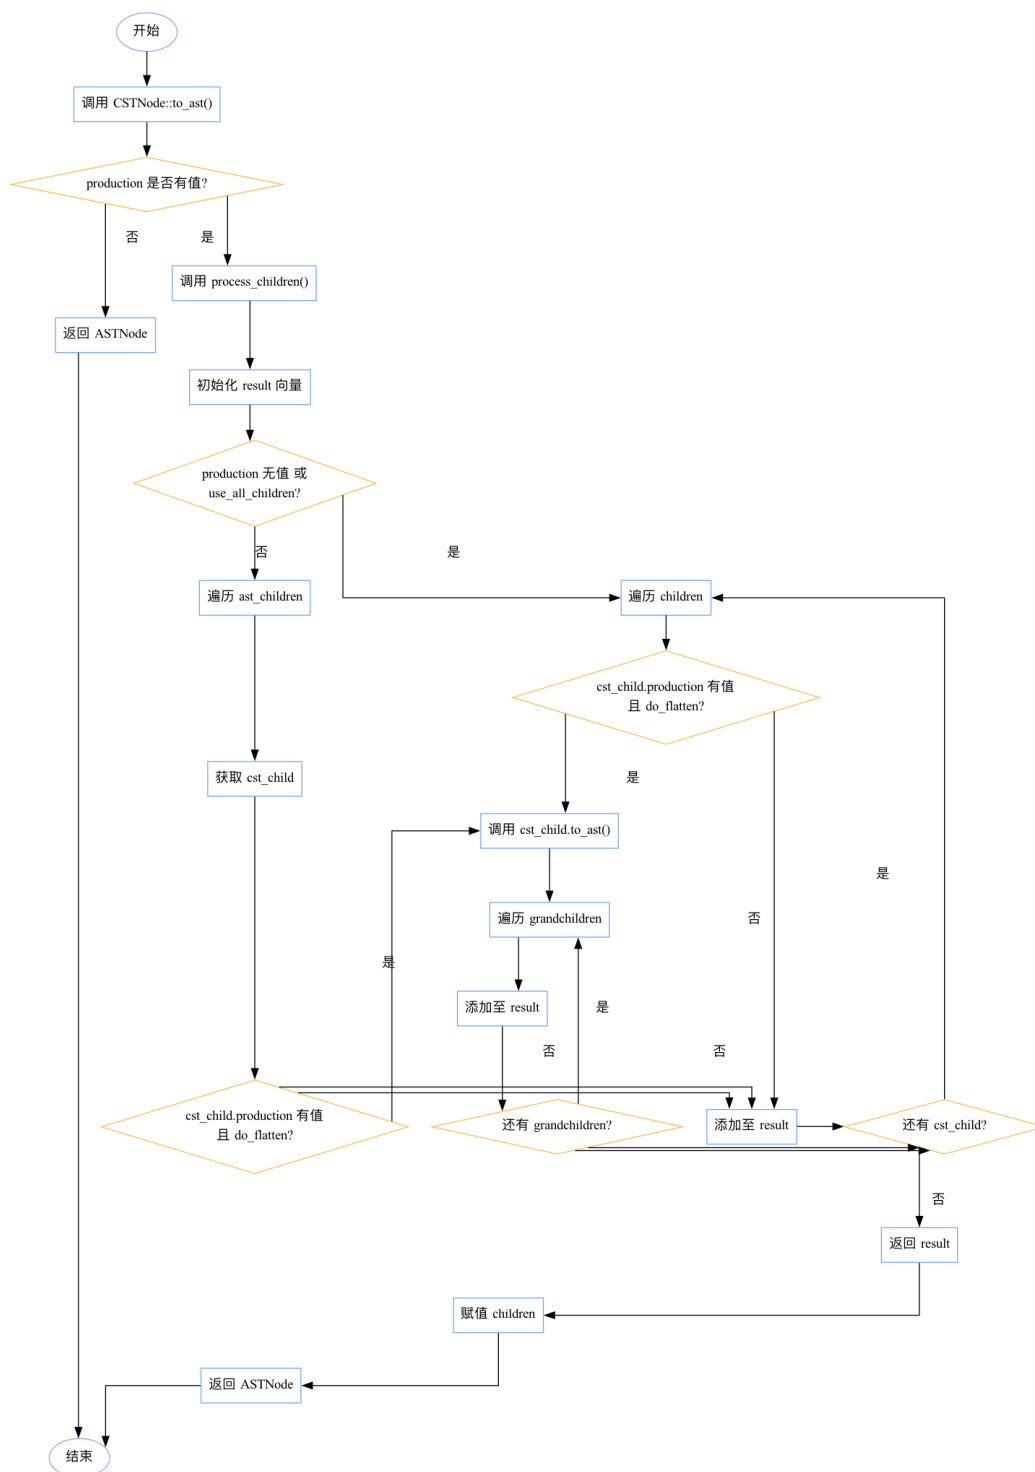 开始
调用 CSTNode::to_ast()
production 是否有值?
否
是
调用 process_children()
返回 ASTNode
初始化 result 向量
production 无值 或
use_all_children?
否
是
遍历 ast_children
遍历 children
cst_child.production 有值
且 do_flatten?
获取 cst_child
是
调用 cst_child.to_ast()
是
遍历 grandchildren
否
是
添加至 result
是
否
否
cst_child.production 有值
且 do_flatten?
还有 grandchildren?
添加至 result
还有 cst_child?
否
返回 result
赋值 children
返回 ASTNode
结束